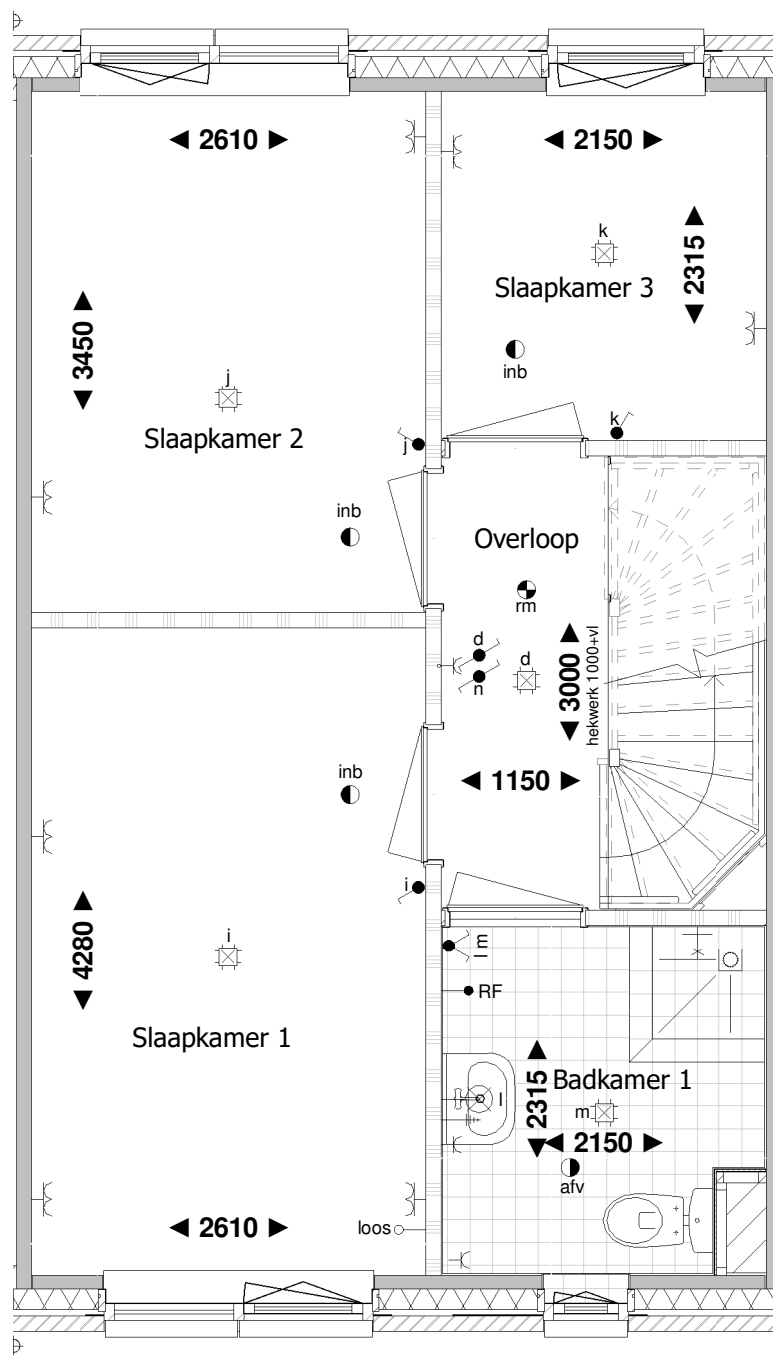 2610
2150
k
2315
Slaapkamer 3
3450
inb
j
k
Slaapkamer 2
j
inb
Overloop
rm
d
d
n
3000
hekwerk 1000+vl
inb
1150
i
4280
i
l m
RF
Slaapkamer 1
2315
Badkamer 1
l
m
2150
afv
2610
loos